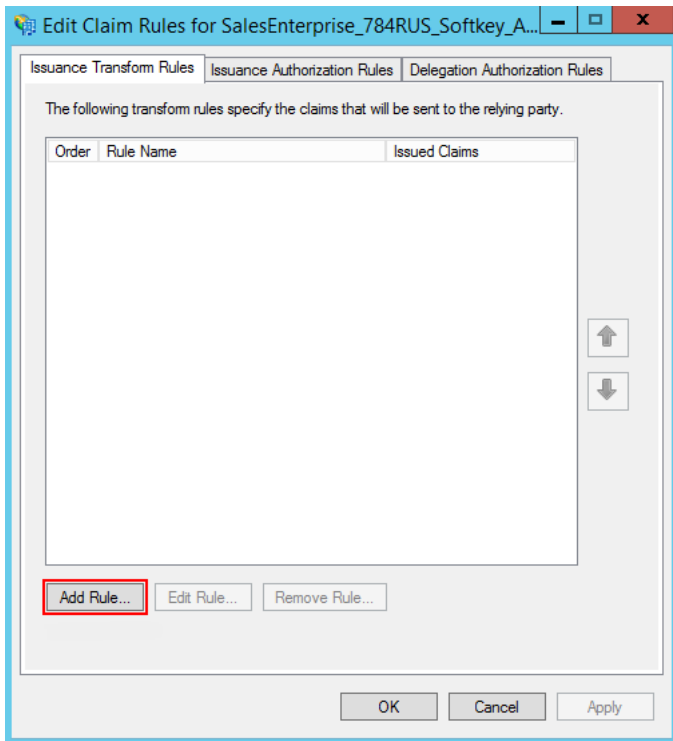 Edit Claim Rules for SalesEnterprise_784RUS_Softkey_A...
Issuance Transform Rules Issuance Authorization Rules Delegation Authorization Rules
The following transform rules specify the claims that will be sent to the relying party.
Order Rule Name Issued Claims
Add Rule... Edit Rule... Remove Rule...
OK Cancel Apply